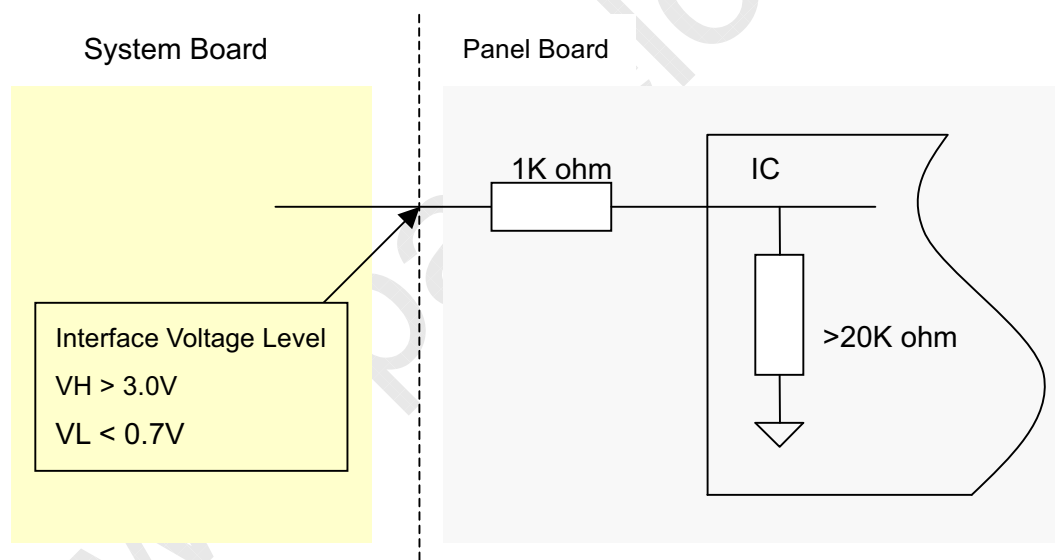 System Board
Panel Board
1K ohm
IC
Interface Voltage Level
VH > 3.0V
VL < 0.7V
>20K ohm